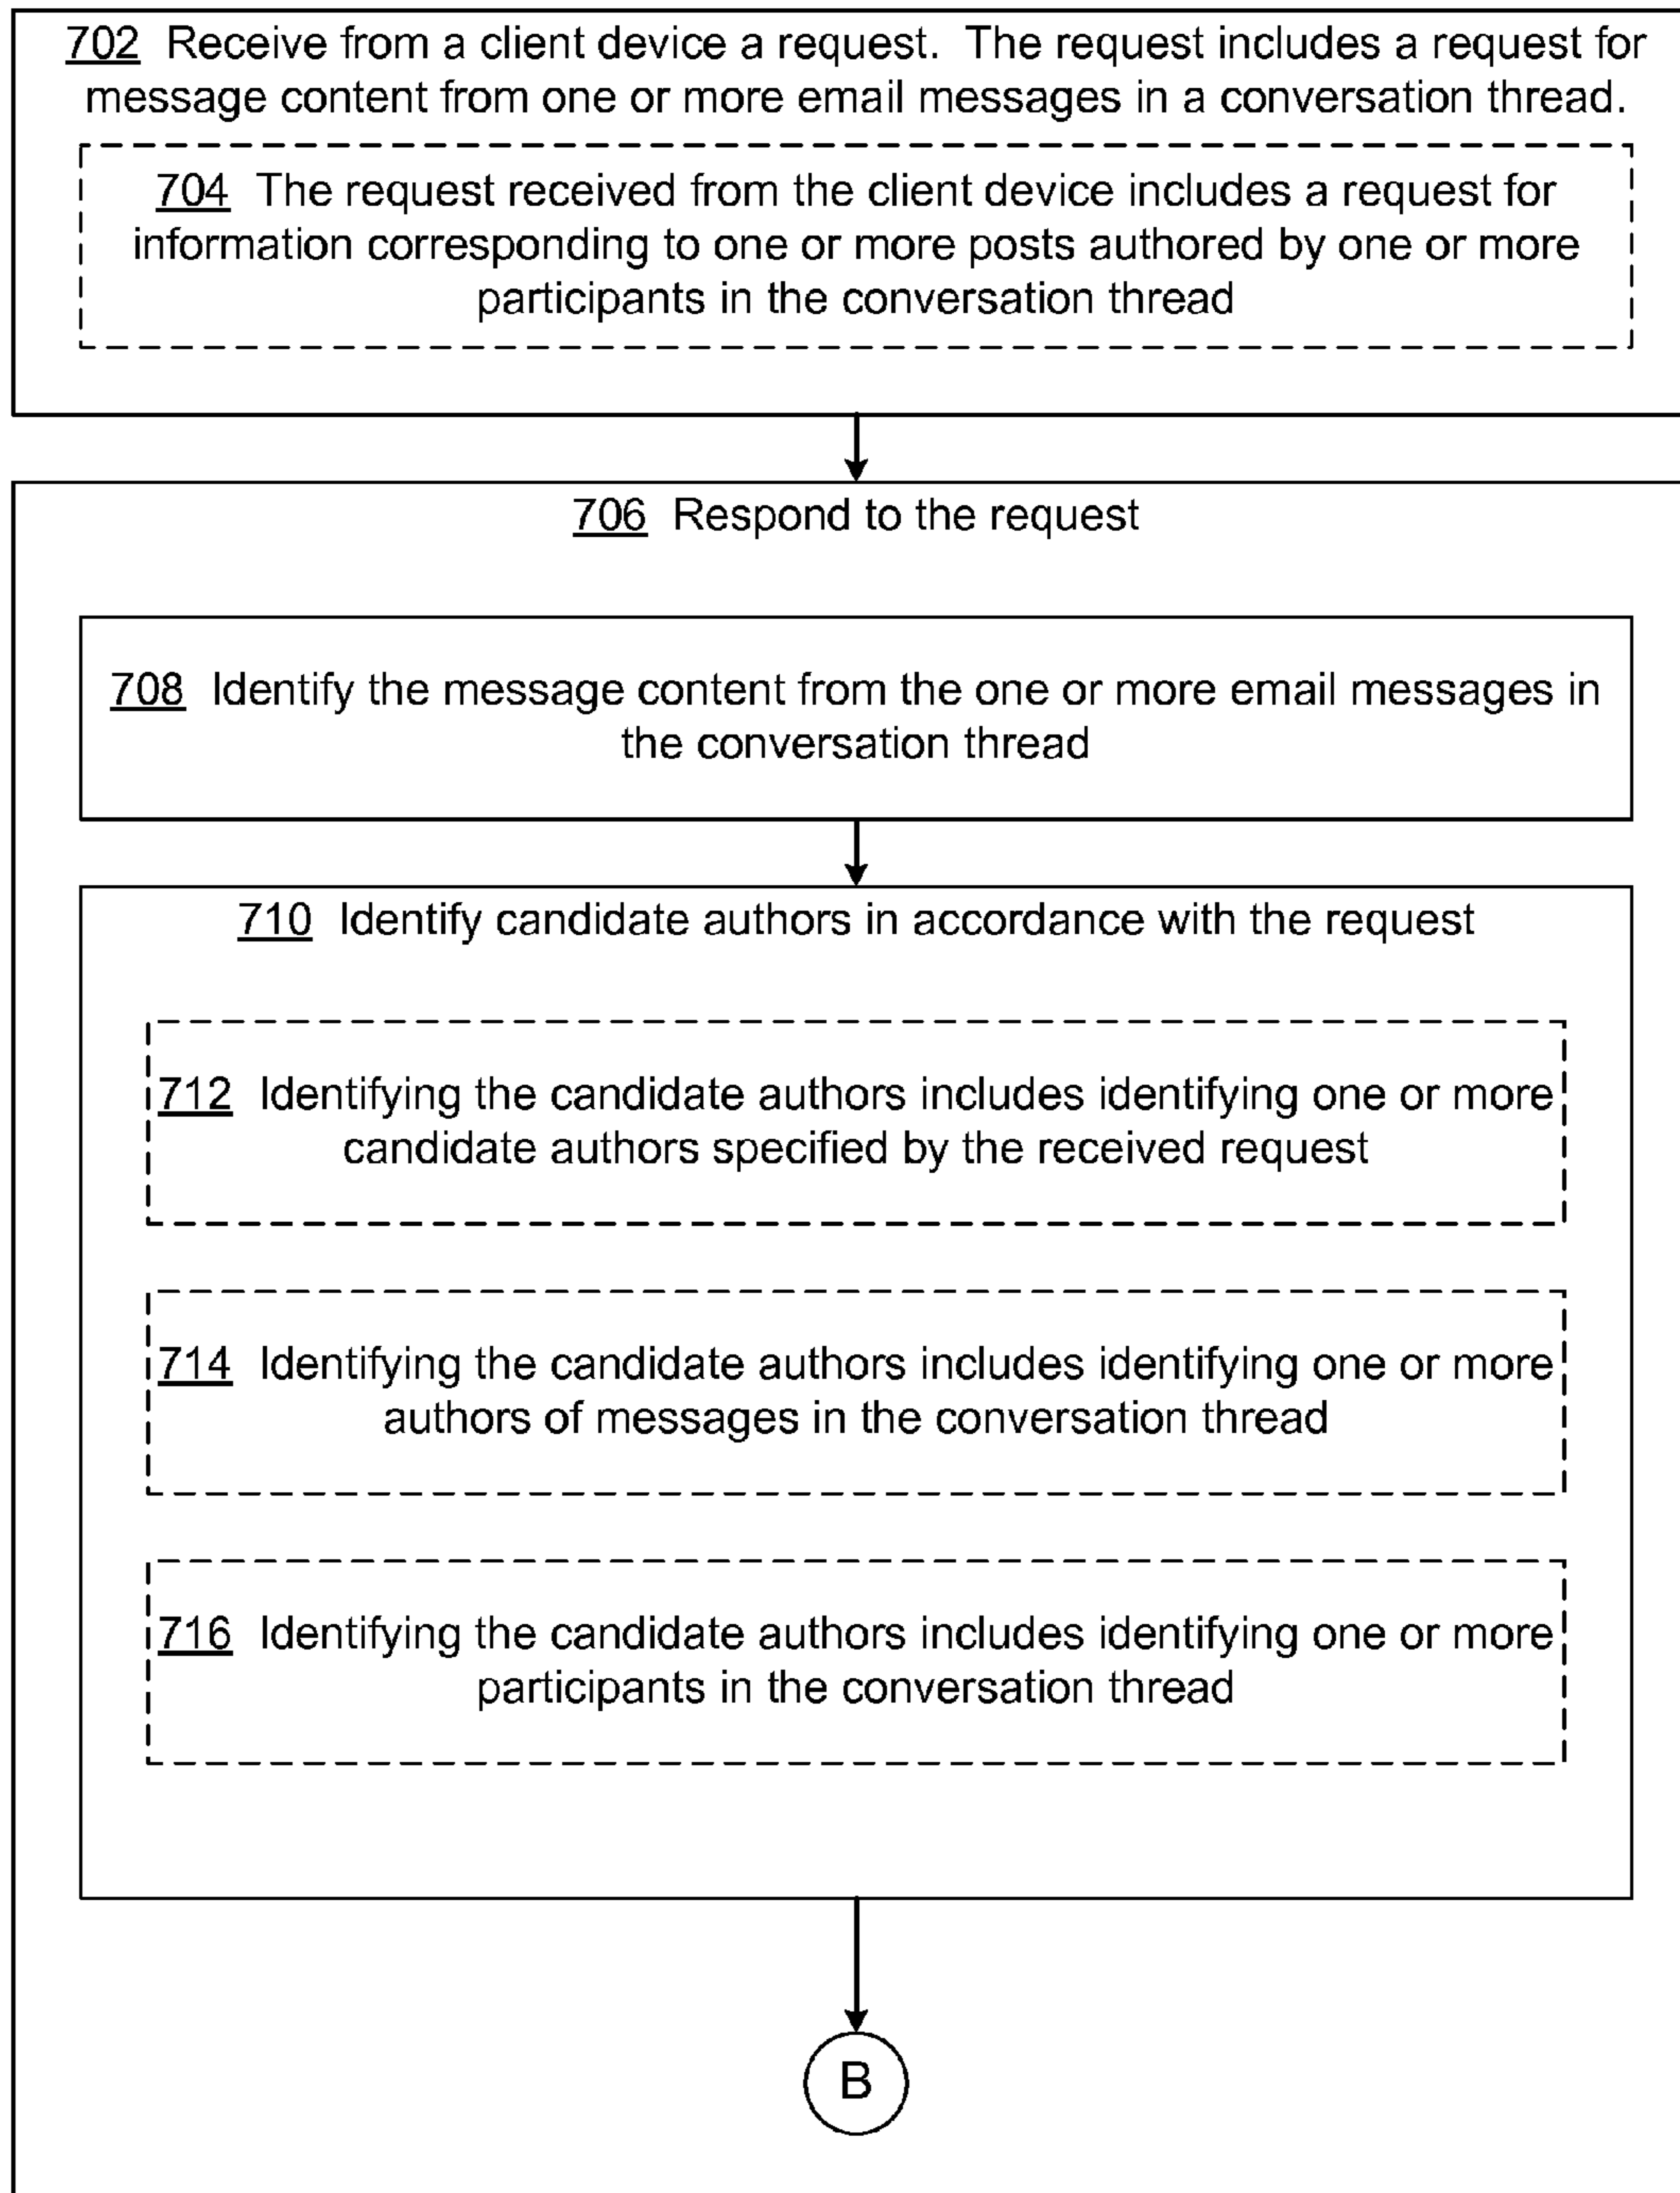 702 Receive from a client device a request. The request includes a request for
message content from one or more email messages in a conversation thread.
704 The request received from the client device includes a request for
information corresponding to one or more posts authored by one or more
participants in the conversation thread
706 Respond to the request
708 Identify the message content from the one or more email messages in
the conversation thread
710 Identify candidate authors in accordance with the request
712 Identifying the candidate authors includes identifying one or more
candidate authors specified by the received request
714 Identifying the candidate authors includes identifying one or more
authors of messages in the conversation thread
716 Identifying the candidate authors includes identifying one or more
participants in the conversation thread
B